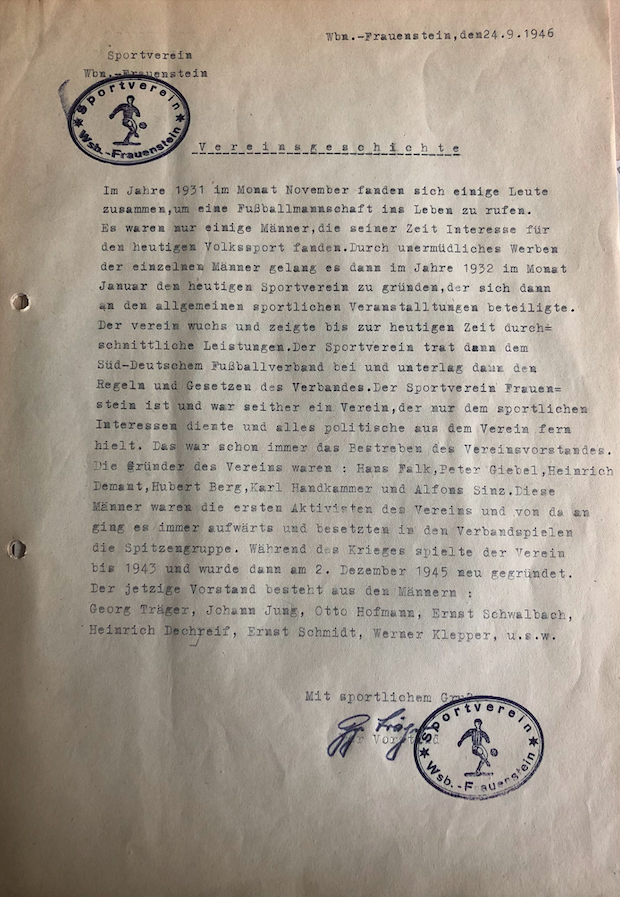 Wbn.-Frauenstein,den24.9.1946
Sportverein
Wbn.-Frauenstein
Sportverein
Wsb.-Frauenstein
Vereinsgeschichte
Im Jahre 1931 im Monat November fanden sich einige Leute
zusammen,um eine Fußballmannschaft ins Leben zu rufen.
Es waren nur einige Männer,die seiner Zeit Interesse für
den heutigen Volkssport fanden.Durch unermüdliches Werben
der einzelnen Männer gelang es dann im Jahre 1932 im Monat
Januar den heutigen Sportverein zu gründen,der sich dann
an den allgemeinen sportlichen Veranstalltungen beteiligte.
Der verein wuchs und zeigte bis zur heutigen Zeit durch=
schnittliche Leistungen.Der Sportverein trat dann dem
Süd-Deutschem Fußballverband bei und unterlag dann den
Regeln und Gesetzen des Verbandes.Der Sportverein Frauen=
stein ist und war seither ein Verein,der nur dem sportlichen
Interessen diente und alles politische aus dem Verein fern
hielt. Das war schon immer das Bestreben des Vereinsvorstandes.
Die Gründer des Vereins waren : Hans Falk,Peter Giebel,Heinrich
Demant,Hubert Berg,Karl Handkammer und Alfons Sinz.Diese
Männer waren die ersten Aktivisten des Vereins und von da an
ging es immer aufwärts und besetzten in den Verbandspielen
die Spitzengruppe. Während des Krieges spielte der Verein
bis 1943 und wurde dann am 2. Dezember 1945 neu gegründet.
Der jetzige Vorstand besteht aus den Männern :
Georg Träger, Johann Jung, Otto Hofmann, Ernst Schwalbach,
Heinrich Dechreif, Ernst Schmidt, Werner Klepper, u.s.w.
Mit sportlichem Gruß
Gg. Träger
Der Vorstand
Sportverein
Wsb.-Frauenstein